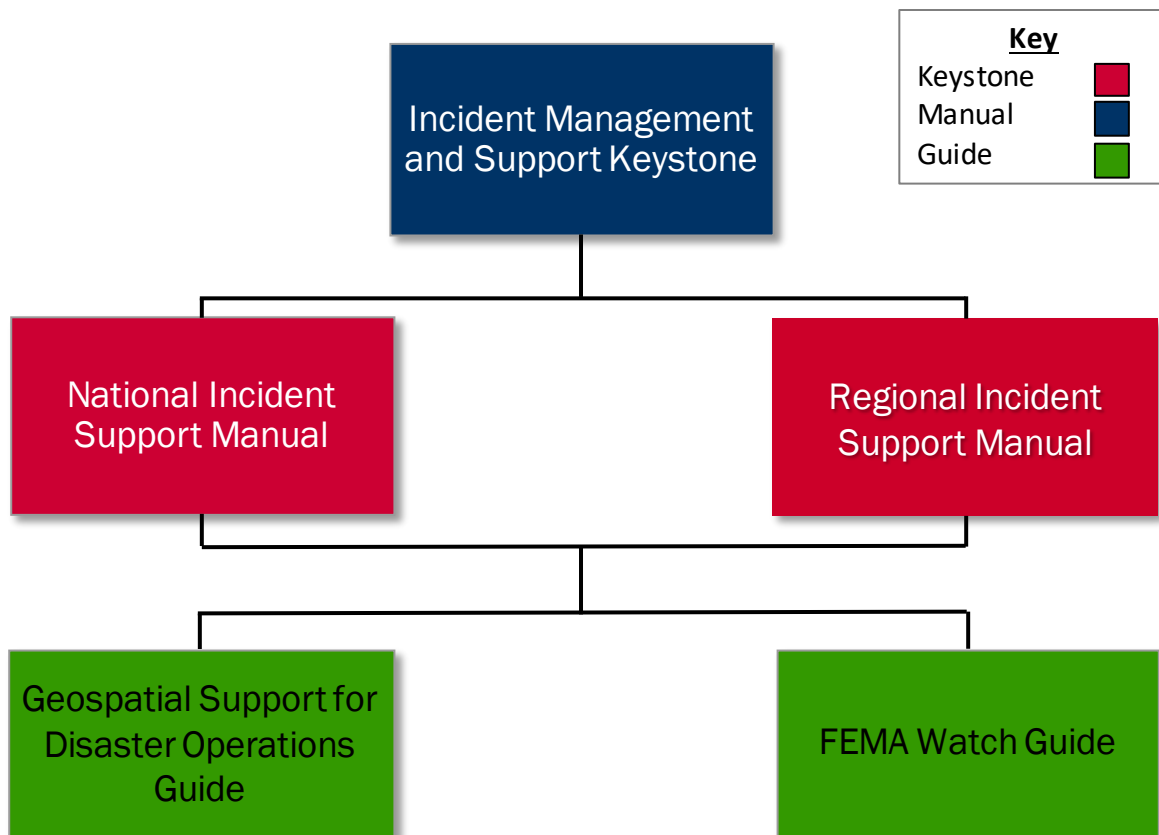 Key
Keystone
Manual
Guide
Incident Management
and Support Keystone
National Incident
Support Manual
Regional Incident
Support Manual
Geospatial Support for
Disaster Operations
Guide
FEMA Watch Guide